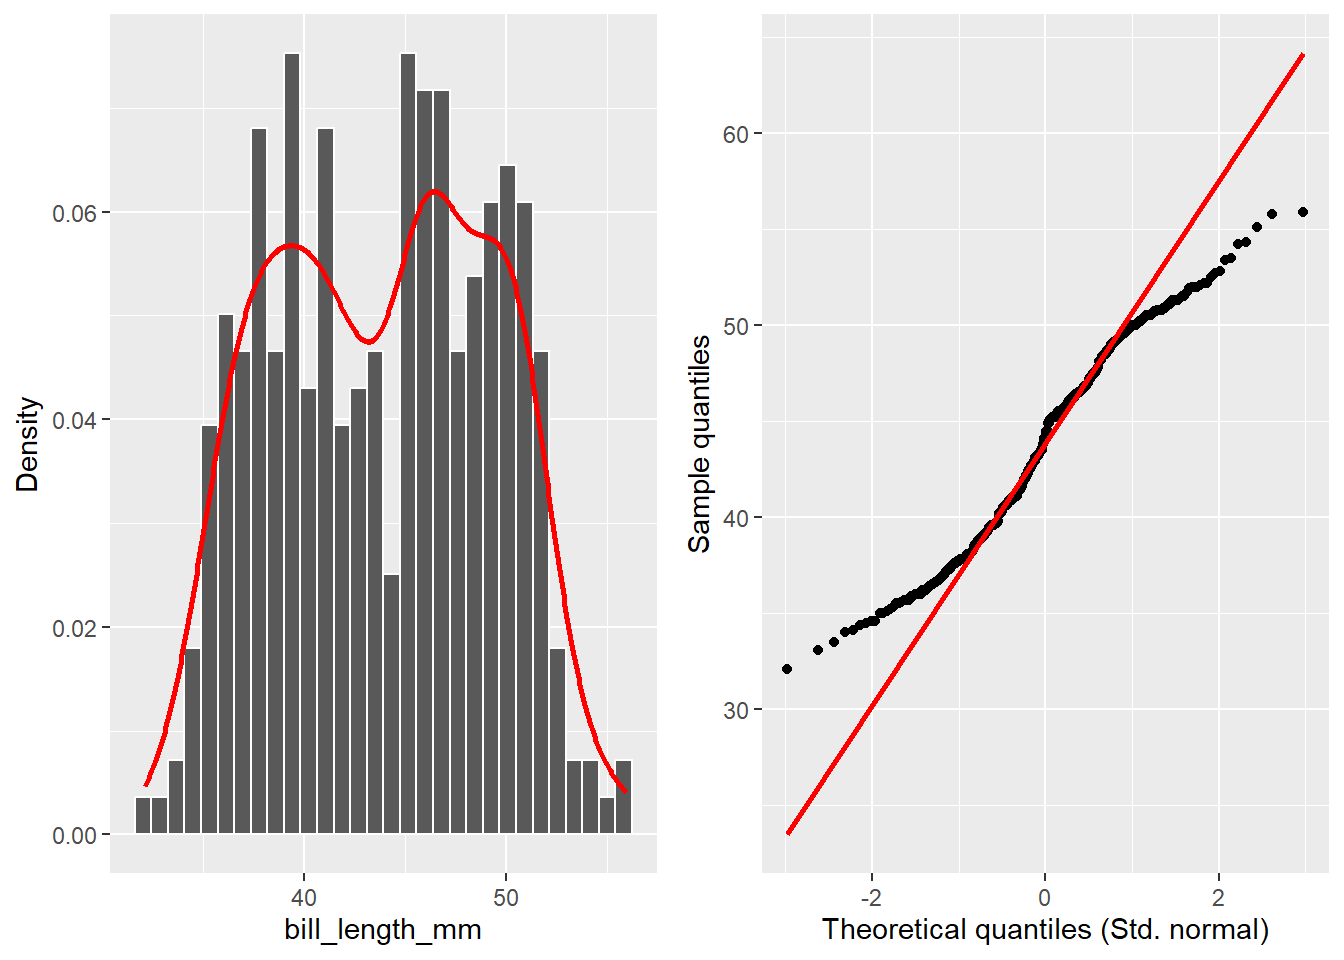 Density
0.06
0.04
0.02
0.00
40 50
bill_length_mm
Sample quantiles
60
50
40
30
-2 0 2
Theoretical quantiles (Std. normal)